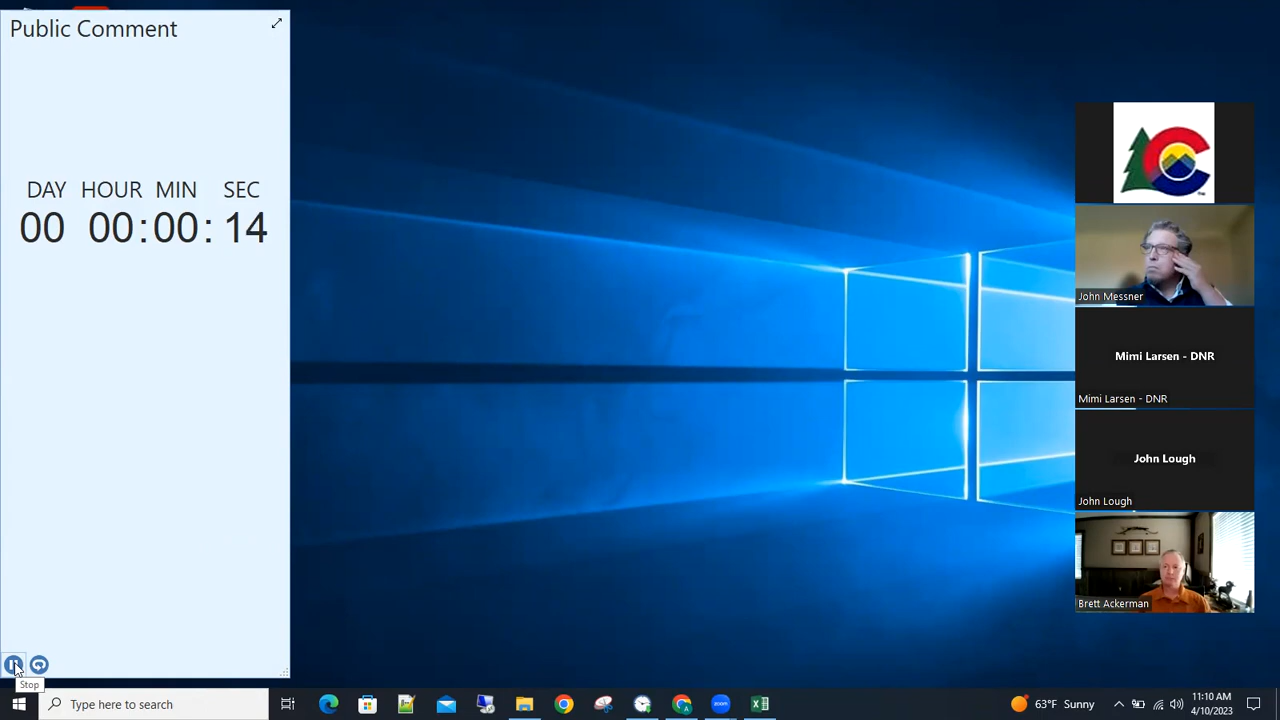 Public Comment
DAY HOUR MIN SEC
00 00:00: 14
Stop
John Messner
Mimi Larsen - DNR
Mimi Larsen - DNR
John Lough
John Lough
Brett Ackerman
Type here to search
zoom
63°F Sunny
11:10 AM
4/10/2023